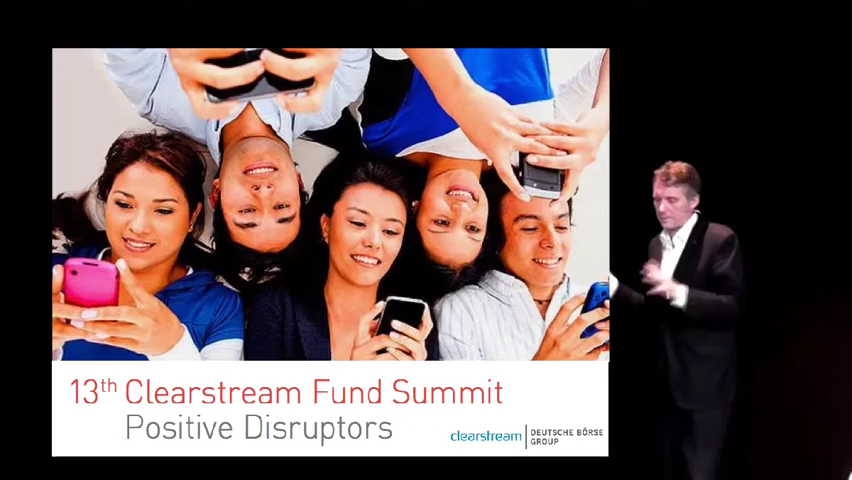 13th Clearstream Fund Summit
Positive Disruptors
clearstream
DEUTSCHE BÖRSE
GROUP